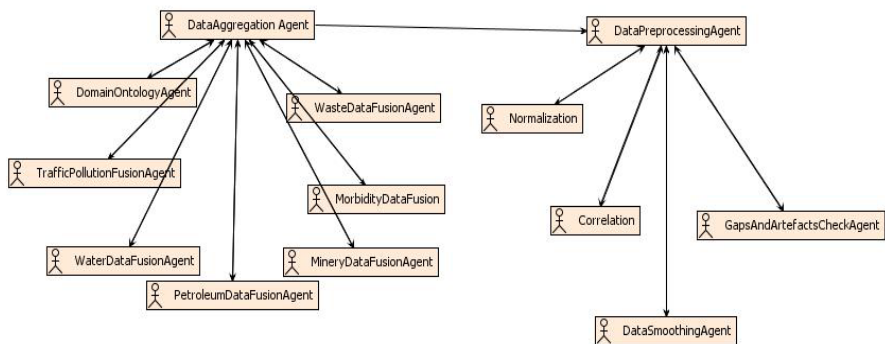 DataAggregation Agent
DataPreprocessingAgent
DomainOntologyAgent
WasteDataFusionAgent
Normalization
TrafficPollutionFusionAgent
MorbidityDataFusion
Correlation
GapsAndArtefactsCheckAgent
WaterDataFusionAgent
MineryDataFusionAgent
PetroleumDataFusionAgent
DataSmoothingAgent